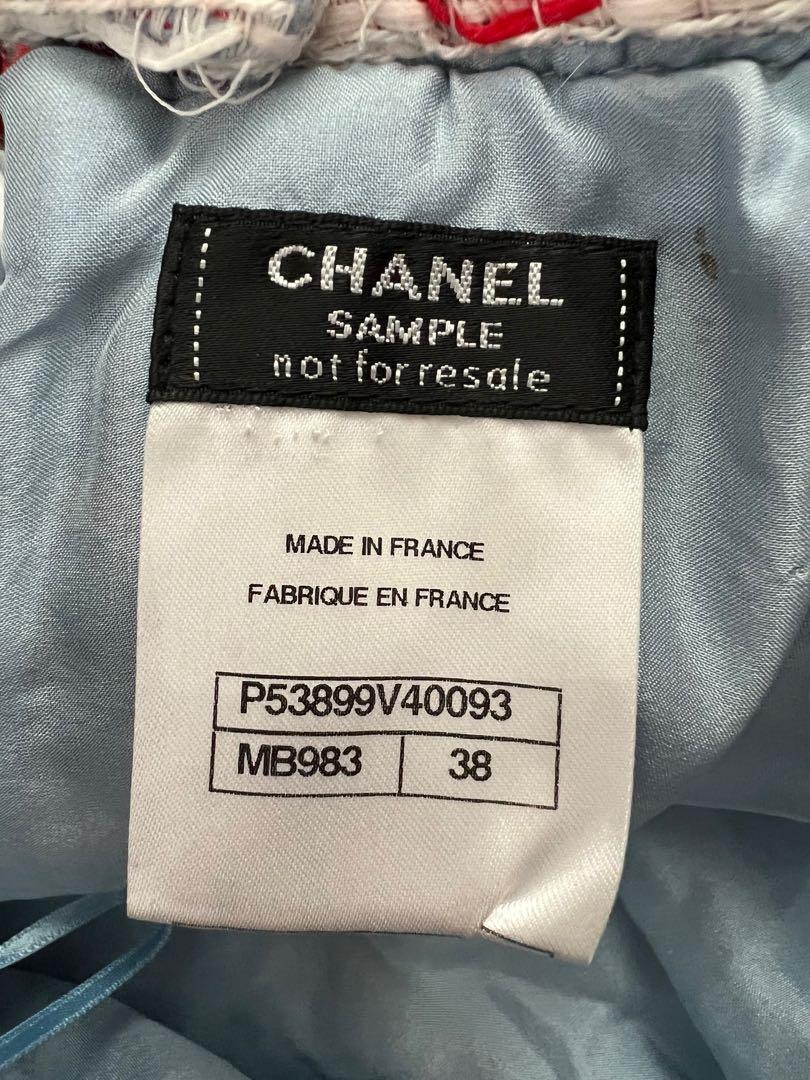 CHANEL
SAMPLE
not for resale
MADE IN FRANCE
FABRIQUE EN FRANCE
P53899V40093
MB983 38